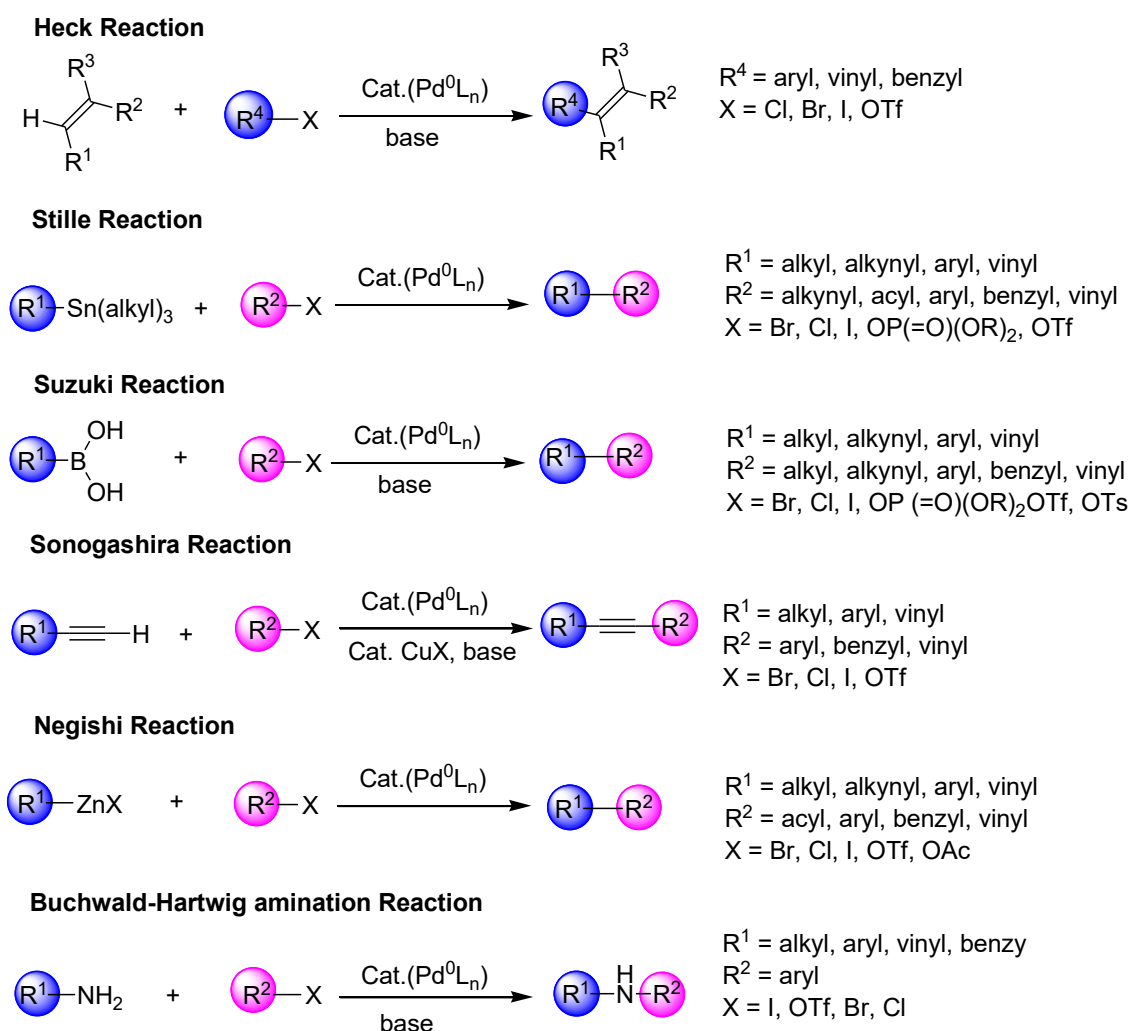 Heck Reaction
H R³ R² R¹ + R⁴ X Cat.(Pd⁰Lₙ) base R⁴ R³ R² R¹
R⁴ = aryl, vinyl, benzyl
X = Cl, Br, I, OTf
Stille Reaction
R¹ Sn(alkyl)₃ + R² X Cat.(Pd⁰Lₙ) R¹ R²
R¹ = alkyl, alkynyl, aryl, vinyl
R² = alkynyl, acyl, aryl, benzyl, vinyl
X = Br, Cl, I, OP(=O)(OR)₂, OTf
Suzuki Reaction
R¹ B OH OH + R² X Cat.(Pd⁰Lₙ) base R¹ R²
R¹ = alkyl, alkynyl, aryl, vinyl
R² = alkyl, alkynyl, aryl, benzyl, vinyl
X = Br, Cl, I, OP (=O)(OR)₂OTf, OTs
Sonogashira Reaction
R¹ H + R² X Cat.(Pd⁰Lₙ) Cat. CuX, base R¹ R²
R¹ = alkyl, aryl, vinyl
R² = aryl, benzyl, vinyl
X = Br, Cl, I, OTf
Negishi Reaction
R¹ ZnX + R² X Cat.(Pd⁰Lₙ) R¹ R²
R¹ = alkyl, alkynyl, aryl, vinyl
R² = acyl, aryl, benzyl, vinyl
X = Br, Cl, I, OTf, OAc
Buchwald-Hartwig amination Reaction
R¹ NH₂ + R² X Cat.(Pd⁰Lₙ) base R¹ H N R²
R¹ = alkyl, aryl, vinyl, benzy
R² = aryl
X = I, OTf, Br, Cl